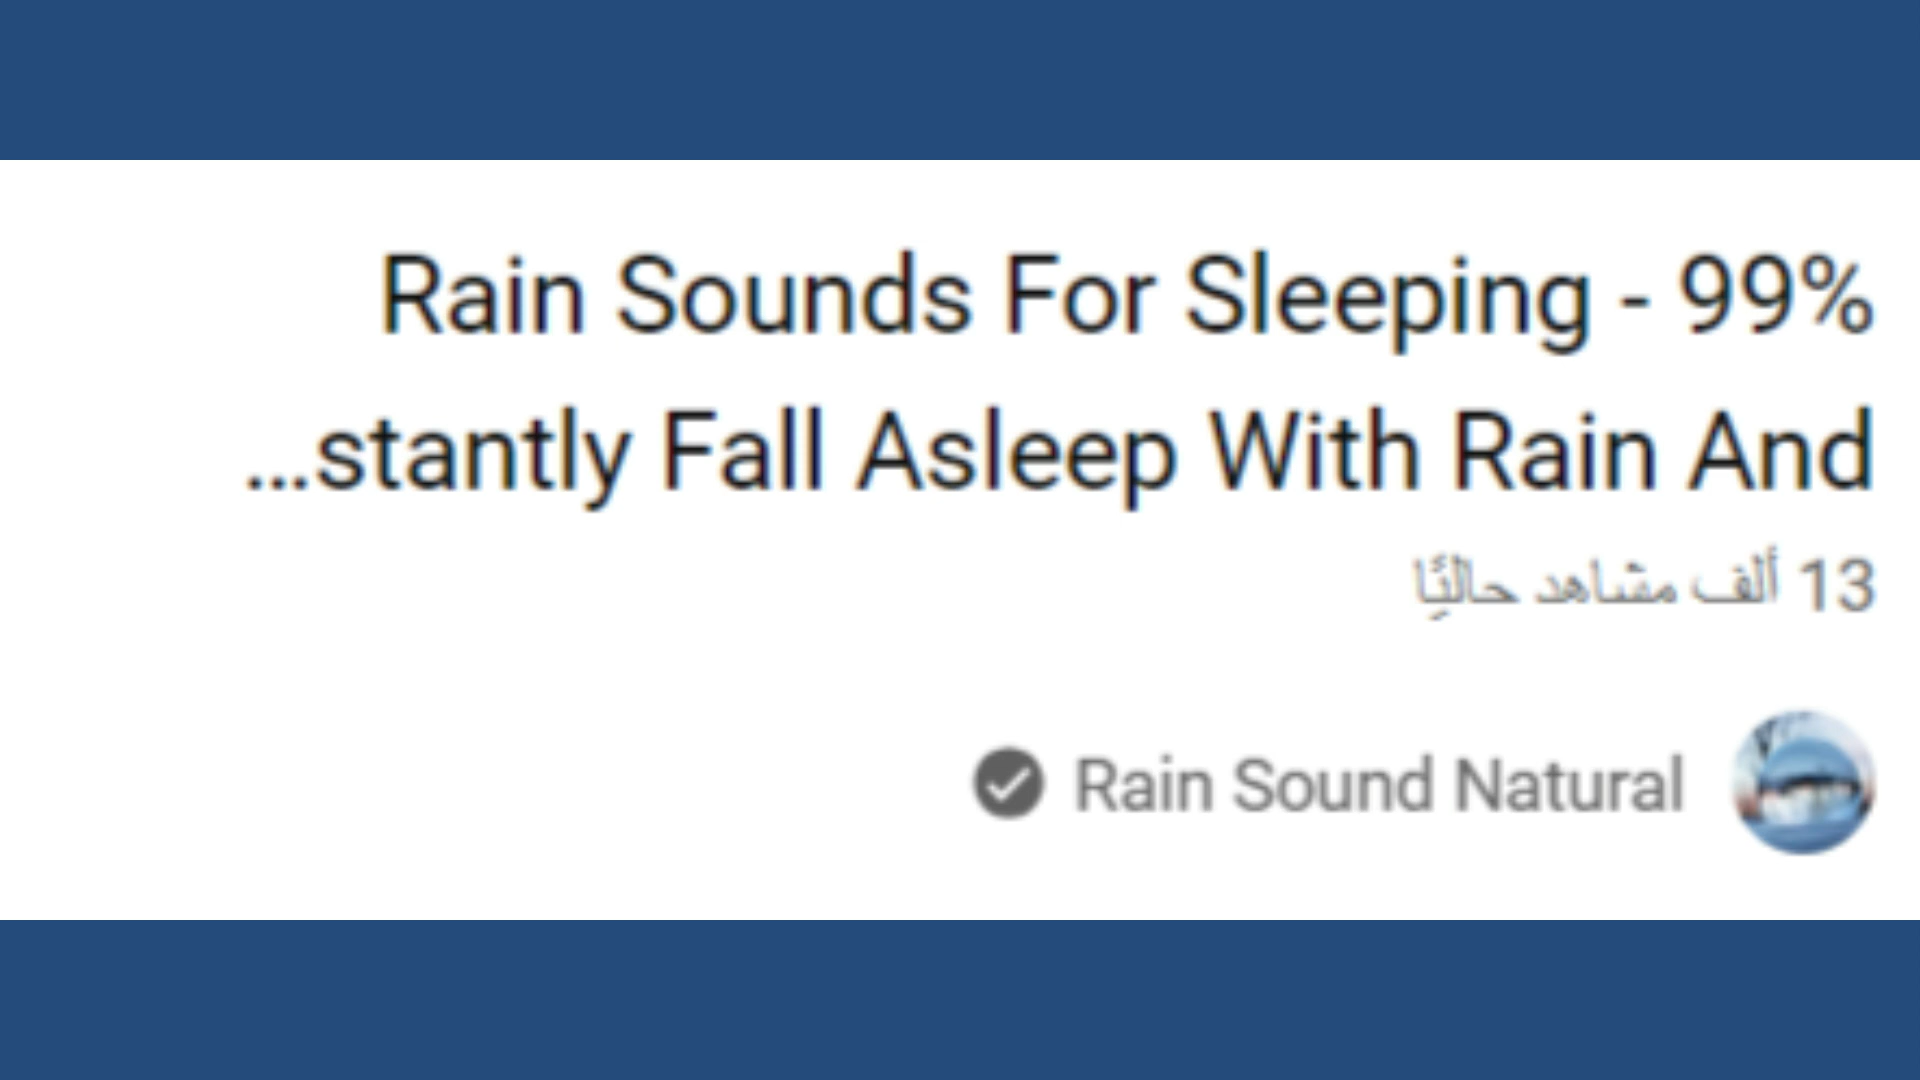 Rain Sounds For Sleeping - 99%
...stantly Fall Asleep With Rain And
13 ألف مشاهد حاليًا
Rain Sound Natural